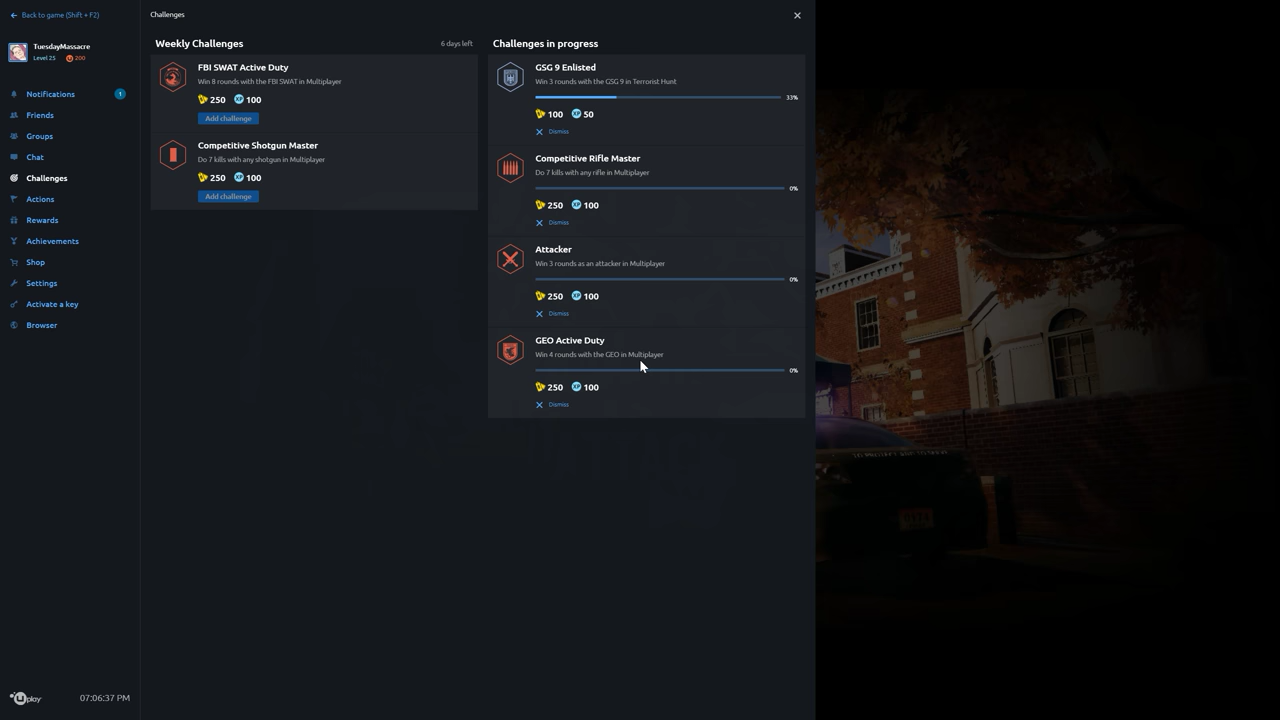 Back to game (Shift + F2)
TuesdayMassacre
Level 25 200
Notifications 1
Friends
Groups
Chat
Challenges
Actions
Rewards
Achievements
Shop
Settings
Activate a key
Browser
uplay 07:06:37 PM
Challenges
Weekly Challenges 6 days left
FBI SWAT Active Duty
Win 8 rounds with the FBI SWAT in Multiplayer
250 XP 100
Add challenge
Competitive Shotgun Master
Do 7 kills with any shotgun in Multiplayer
250 XP 100
Add challenge
Challenges in progress
GSG 9 Enlisted
Win 3 rounds with the GSG 9 in Terrorist Hunt
33%
100 XP 50
Dismiss
Competitive Rifle Master
Do 7 kills with any rifle in Multiplayer
0%
250 XP 100
Dismiss
Attacker
Win 3 rounds as an attacker in Multiplayer
0%
250 XP 100
Dismiss
GEO Active Duty
Win 4 rounds with the GEO in Multiplayer
0%
250 XP 100
Dismiss